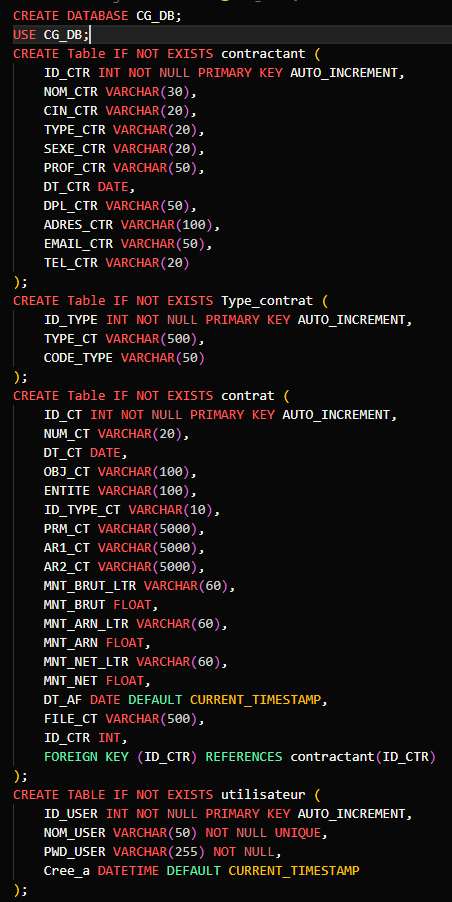 CREATE DATABASE CG_DB;
USE CG_DB;
CREATE Table IF NOT EXISTS contractant (
    ID_CTR INT NOT NULL PRIMARY KEY AUTO_INCREMENT,
    NOM_CTR VARCHAR(30),
    CIN_CTR VARCHAR(20),
    TYPE_CTR VARCHAR(20),
    SEXE_CTR VARCHAR(20),
    PROF_CTR VARCHAR(50),
    DT_CTR DATE,
    DPL_CTR VARCHAR(50),
    ADRES_CTR VARCHAR(100),
    EMAIL_CTR VARCHAR(50),
    TEL_CTR VARCHAR(20)
);
CREATE Table IF NOT EXISTS Type_contrat (
    ID_TYPE INT NOT NULL PRIMARY KEY AUTO_INCREMENT,
    TYPE_CT VARCHAR(500),
    CODE_TYPE VARCHAR(50)
);
CREATE Table IF NOT EXISTS contrat (
    ID_CT INT NOT NULL PRIMARY KEY AUTO_INCREMENT,
    NUM_CT VARCHAR(20),
    DT_CT DATE,
    OBJ_CT VARCHAR(100),
    ENTITE VARCHAR(100),
    ID_TYPE_CT VARCHAR(10),
    PRM_CT VARCHAR(5000),
    AR1_CT VARCHAR(5000),
    AR2_CT VARCHAR(5000),
    MNT_BRUT_LTR VARCHAR(60),
    MNT_BRUT FLOAT,
    MNT_ARN_LTR VARCHAR(60),
    MNT_ARN FLOAT,
    MNT_NET_LTR VARCHAR(60),
    MNT_NET FLOAT,
    DT_AF DATE DEFAULT CURRENT_TIMESTAMP,
    FILE_CT VARCHAR(500),
    ID_CTR INT,
    FOREIGN KEY (ID_CTR) REFERENCES contractant(ID_CTR)
);
CREATE TABLE IF NOT EXISTS utilisateur (
    ID_USER INT NOT NULL PRIMARY KEY AUTO_INCREMENT,
    NOM_USER VARCHAR(50) NOT NULL UNIQUE,
    PWD_USER VARCHAR(255) NOT NULL,
    Cree_a DATETIME DEFAULT CURRENT_TIMESTAMP
);